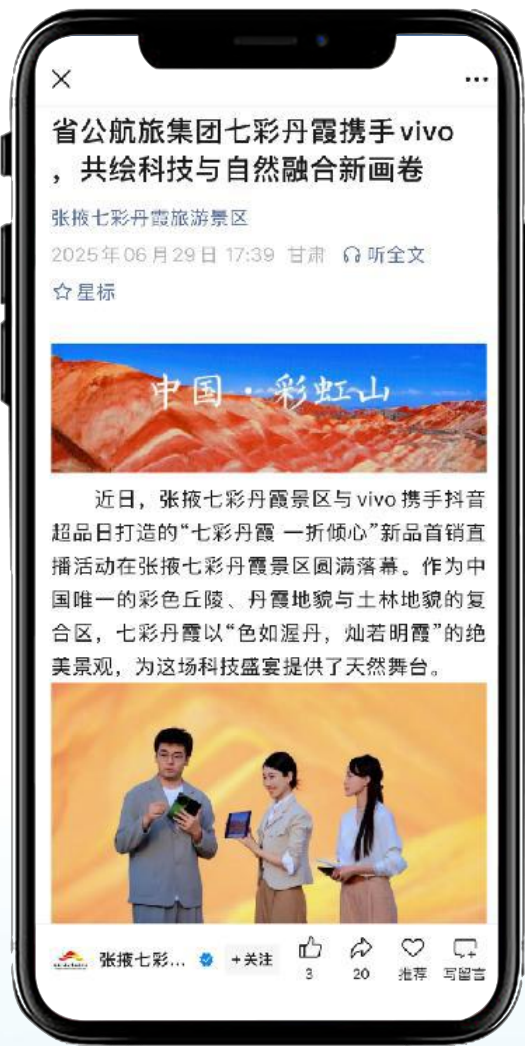 省公航旅集团七彩丹霞携手vivo
，共绘科技与自然融合新画卷
张掖七彩丹霞旅游景区
2025年06月29日 17:39 甘肃 听全文
星标
中国·彩虹山
近日，张掖七彩丹霞景区与vivo携手抖音
超品日打造的“七彩丹霞 一折倾心”新品首销直
播活动在张掖七彩丹霞景区圆满落幕。作为中
国唯一的彩色丘陵、丹霞地貌与土林地貌的复
合区，七彩丹霞以“色如渥丹，灿若明霞”的绝
美景观，为这场科技盛宴提供了天然舞台。
张掖七彩... +关注
3 20 推荐 写留言